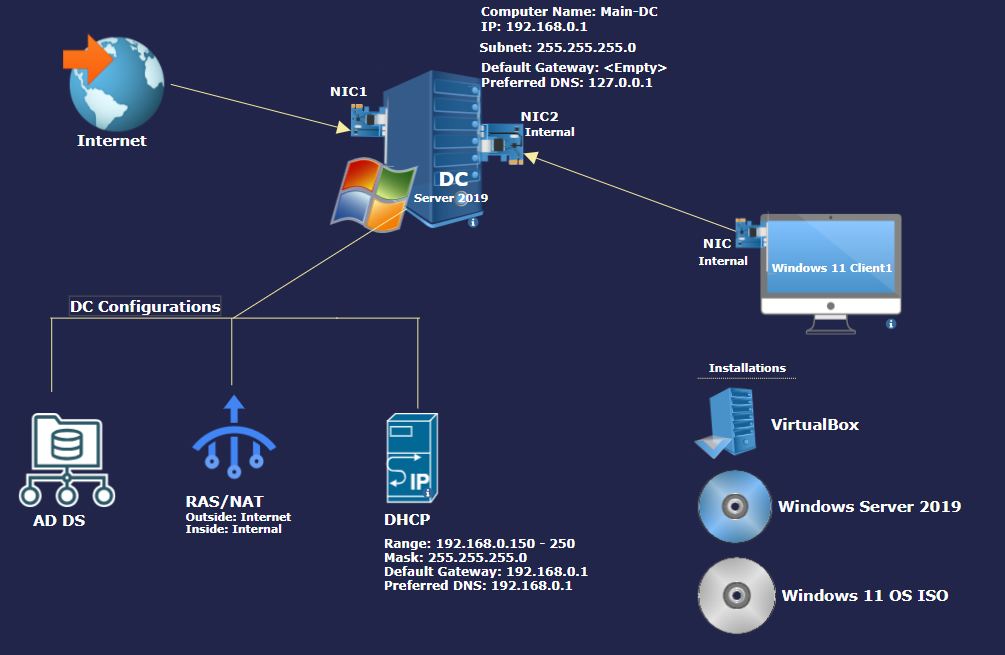 Computer Name: Main-DC
IP: 192.168.0.1
Subnet: 255.255.255.0
Default Gateway: <Empty>
Preferred DNS: 127.0.0.1
NIC1
NIC2
Internal
Internet
DC
Server 2019
NIC
Internal
Windows 11 Client1
DC Configurations
Installations
VirtualBox
Windows Server 2019
Windows 11 OS ISO
AD DS
RAS/NAT
Outside: Internet
Inside: Internal
IP
DHCP
Range: 192.168.0.150 - 250
Mask: 255.255.255.0
Default Gateway: 192.168.0.1
Preferred DNS: 192.168.0.1